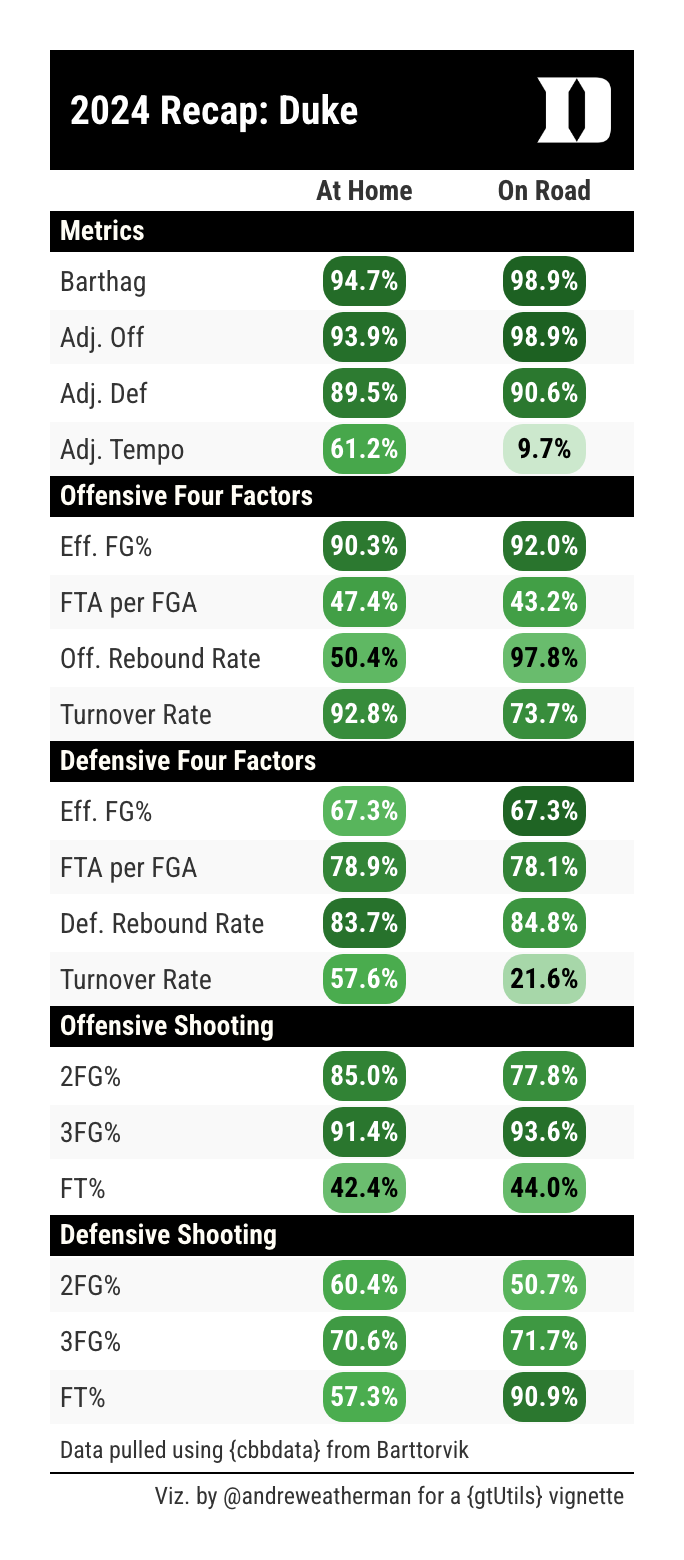 2024 Recap: Duke
D
At Home On Road
Metrics
Barthag 94.7% 98.9%
Adj. Off 93.9% 98.9%
Adj. Def 89.5% 90.6%
Adj. Tempo 61.2% 9.7%
Offensive Four Factors
Eff. FG% 90.3% 92.0%
FTA per FGA 47.4% 43.2%
Off. Rebound Rate 50.4% 97.8%
Turnover Rate 92.8% 73.7%
Defensive Four Factors
Eff. FG% 67.3% 67.3%
FTA per FGA 78.9% 78.1%
Def. Rebound Rate 83.7% 84.8%
Turnover Rate 57.6% 21.6%
Offensive Shooting
2FG% 85.0% 77.8%
3FG% 91.4% 93.6%
FT% 42.4% 44.0%
Defensive Shooting
2FG% 60.4% 50.7%
3FG% 70.6% 71.7%
FT% 57.3% 90.9%
Data pulled using {cbbdata} from Barttorvik
Viz. by @andreweatherman for a {gtUtils} vignette